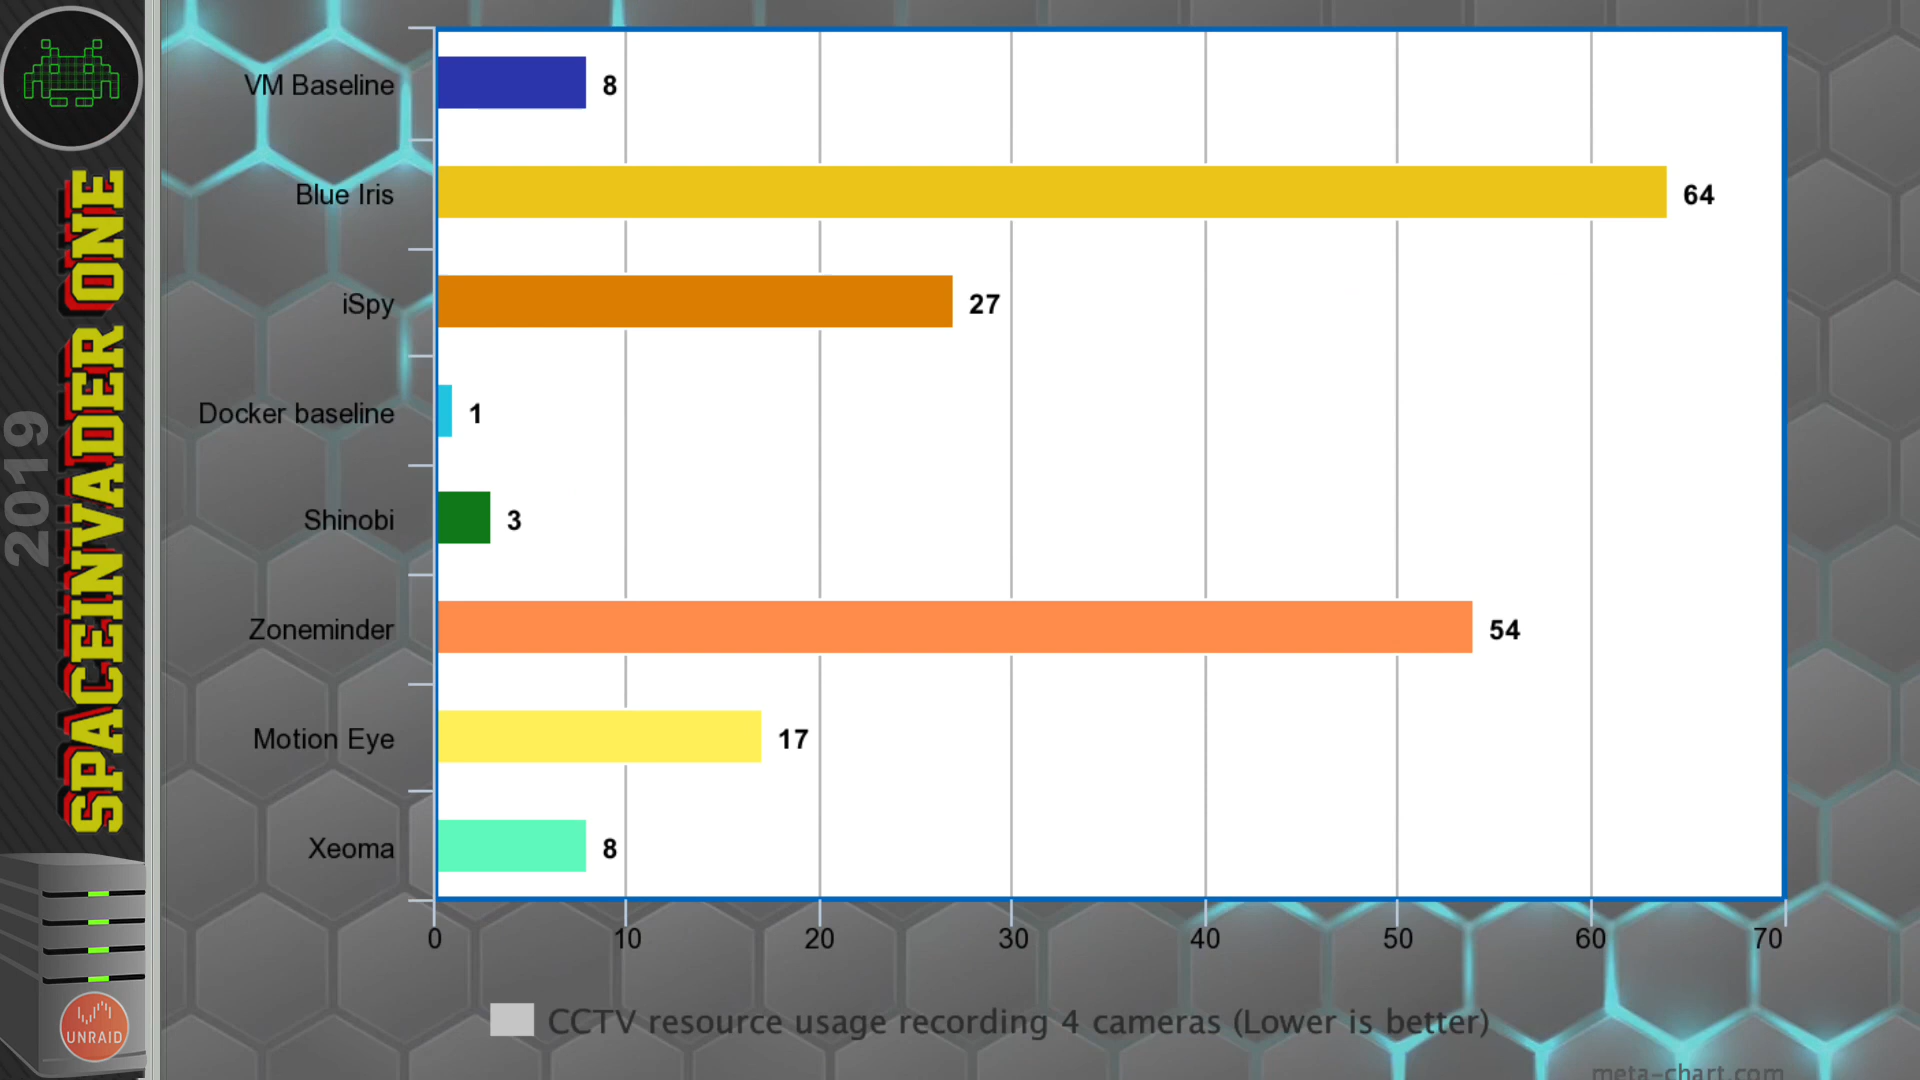 2019
SPACEINVADER ONE
UNRAID
VM Baseline 8
Blue Iris 64
iSpy 27
Docker baseline 1
Shinobi 3
Zoneminder 54
Motion Eye 17
Xeoma 8
0 10 20 30 40 50 60 70
CCTV resource usage recording 4 cameras (Lower is better)
meta-chart.com